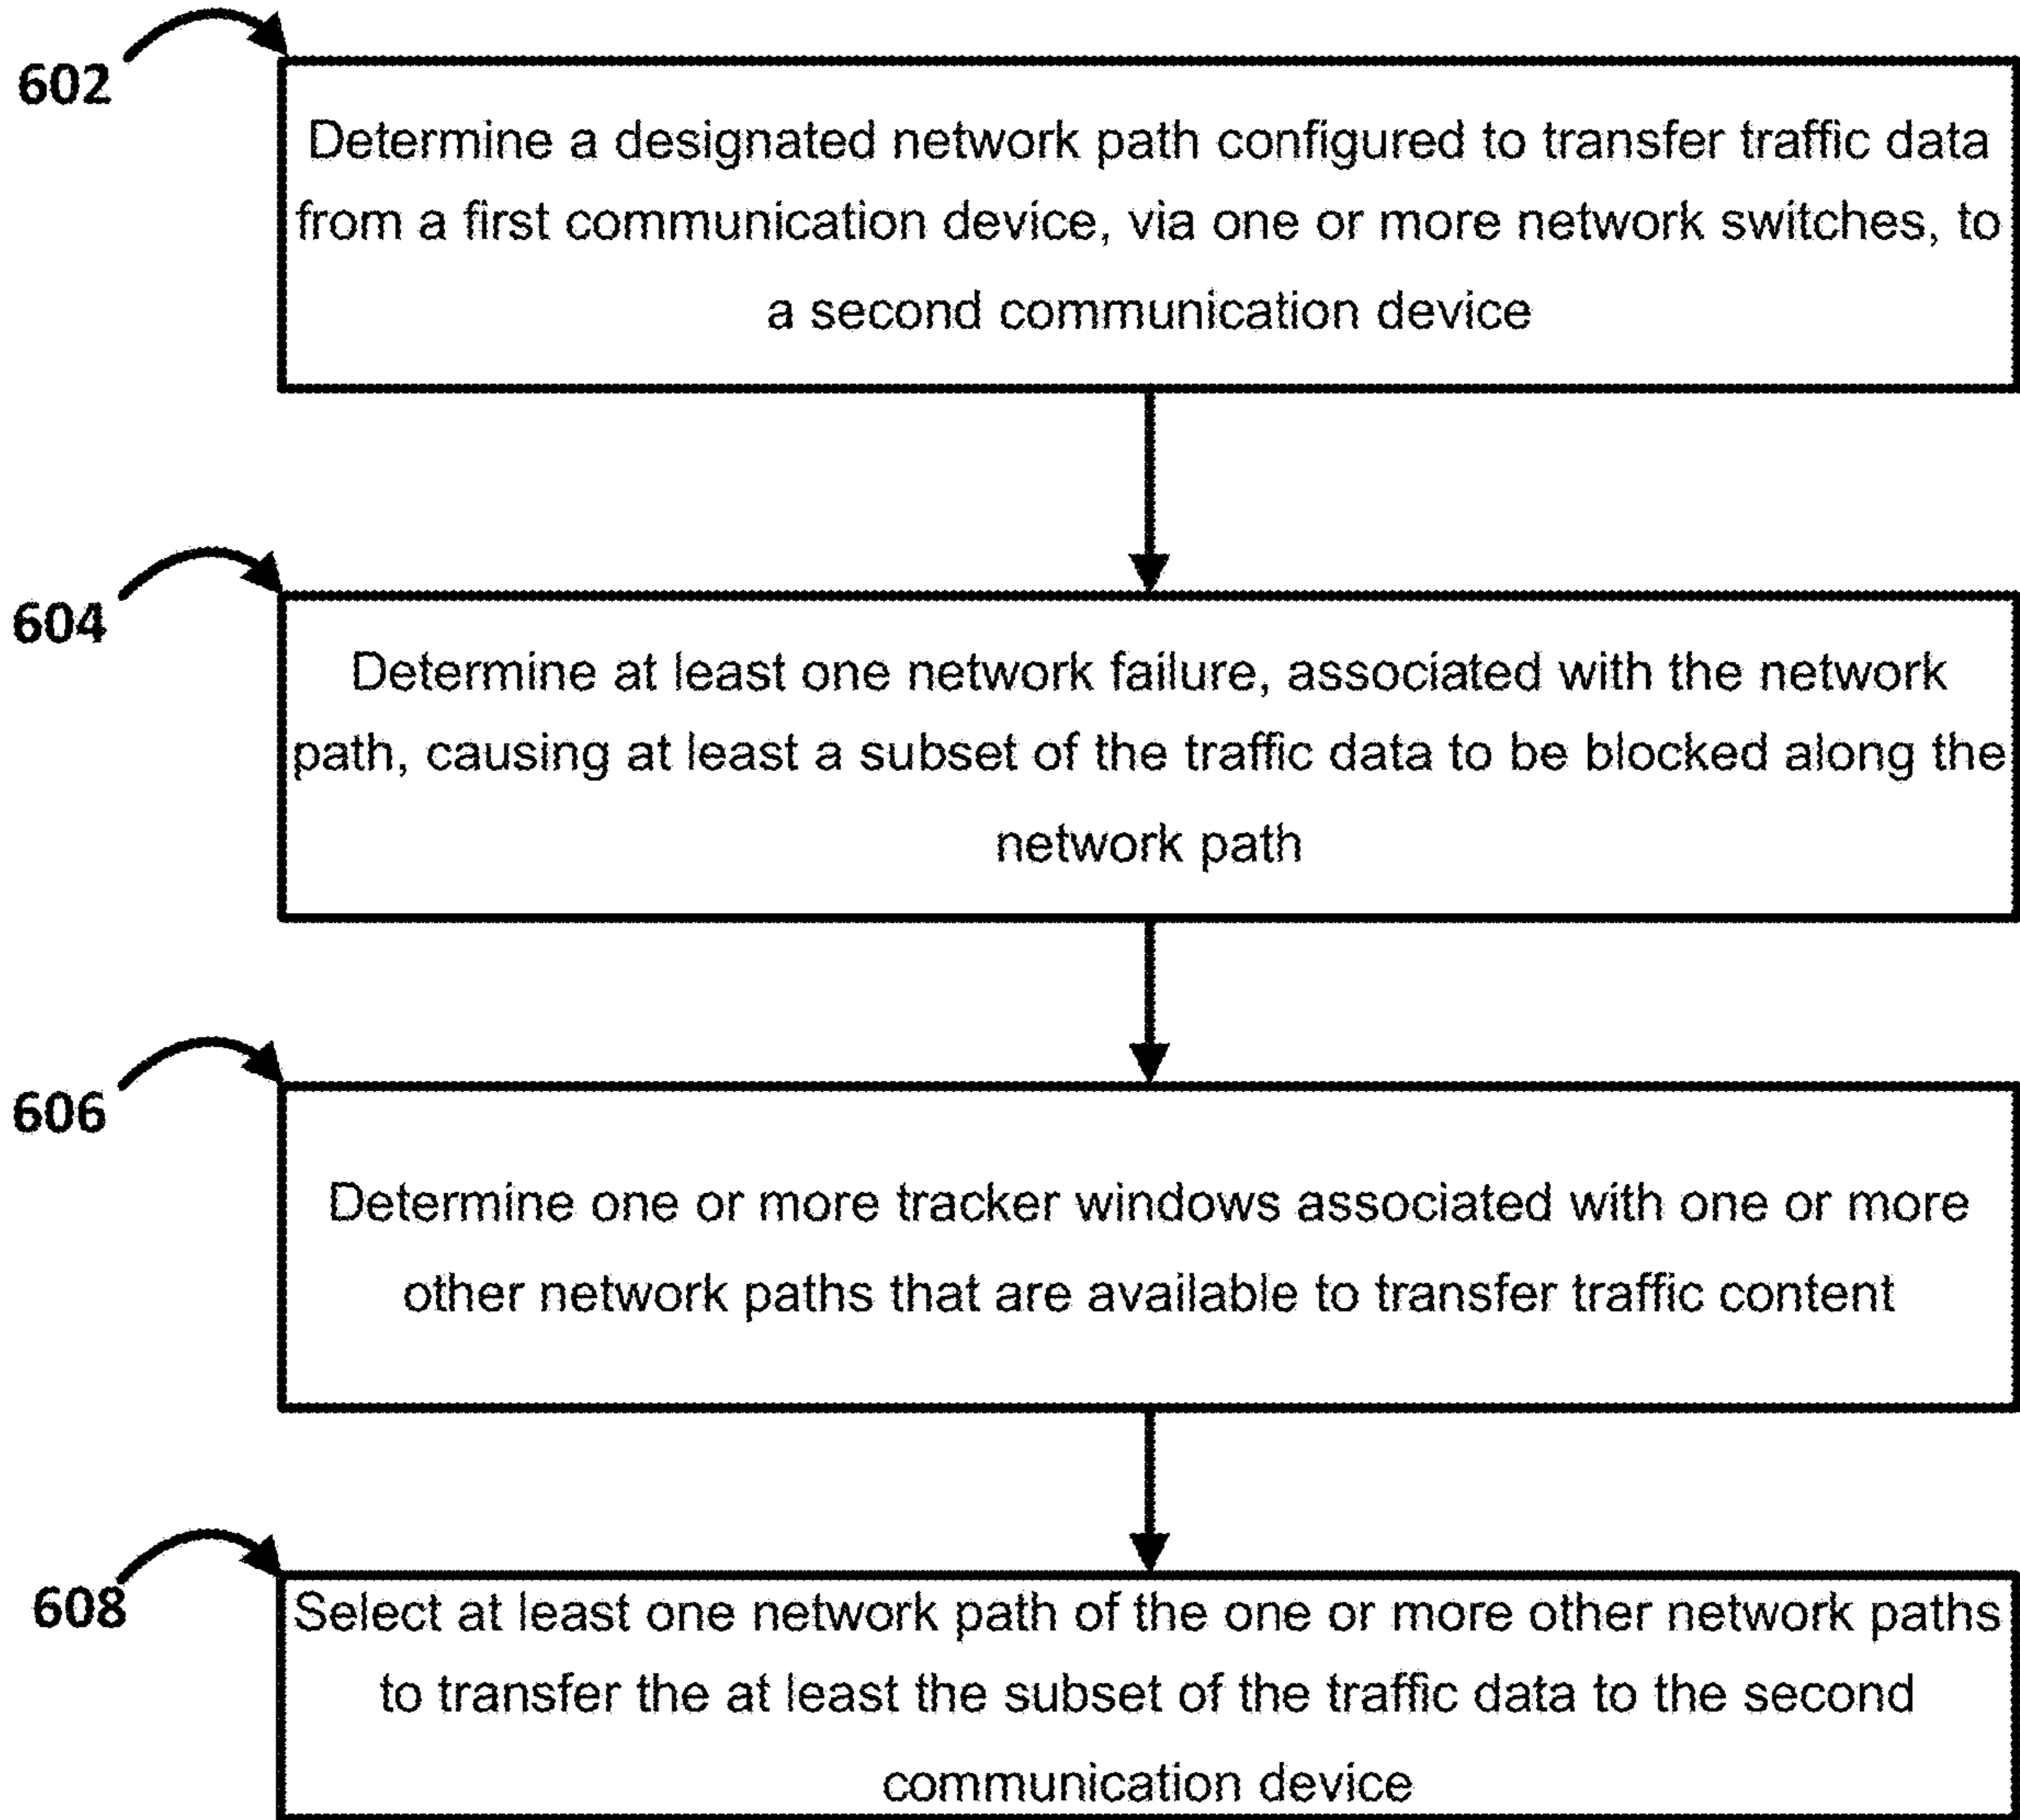 602
Determine a designated network path configured to transfer traffic data
from a first communication device, via one or more network switches, to
a second communication device
604
Determine at least one network failure, associated with the network
path, causing at least a subset of the traffic data to be blocked along the
network path
606
Determine one or more tracker windows associated with one or more
other network paths that are available to transfer traffic content
608
Select at least one network path of the one or more other network paths
to transfer the at least the subset of the traffic data to the second
communication device